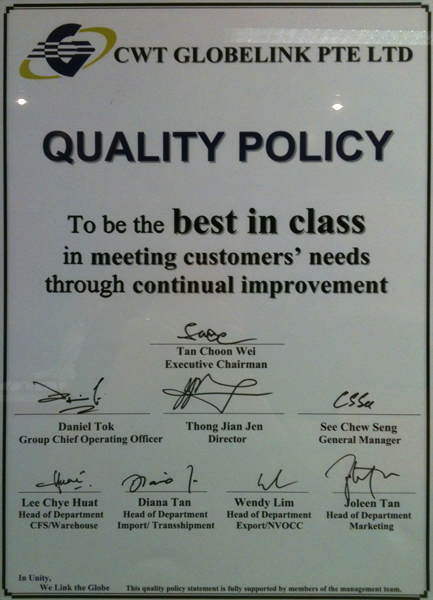 CWT GLOBELINK PTE LTD
QUALITY POLICY
To be the best in class
in meeting customers' needs
through continual improvement
Tan Choon Wei
Executive Chairman
Daniel Tok
Group Chief Operating Officer
Thong Jian Jen
Director
See Chew Seng
General Manager
Lee Chye Huat
Head of Department
CFS/Warehouse
Diana Tan
Head of Department
Import/ Transshipment
Wendy Lim
Head of Department
Export/NVOCC
Joleen Tan
Head of Department
Marketing
In Unity,
We Link the Globe
This quality policy statement is fully supported by members of the management team.